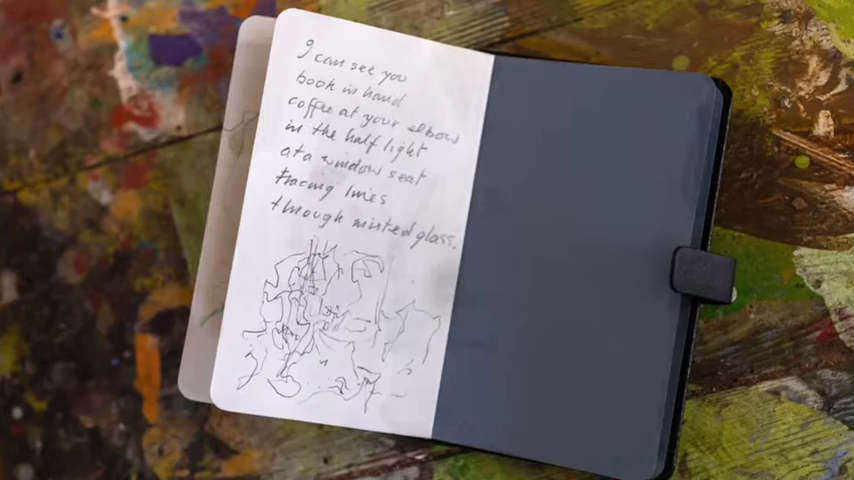 I can see you
book in hand
coffee at your elbow
in the half light
at a window seat
tracing lines
through misted glass.